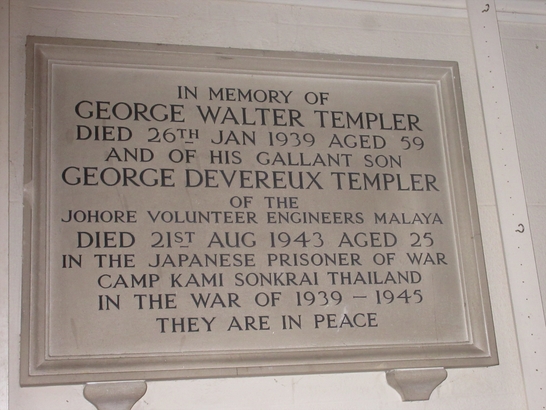 IN MEMORY OF
GEORGE WALTER TEMPLER
DIED 26TH JAN 1939 AGED 59
AND OF HIS GALLANT SON
GEORGE DEVEREUX TEMPLER
OF THE
JOHORE VOLUNTEER ENGINEERS MALAYA
DIED 21ST AUG 1943 AGED 25
IN THE JAPANESE PRISONER OF WAR
CAMP KAMI SONKRAI THAILAND
IN THE WAR OF 1939 – 1945
THEY ARE IN PEACE